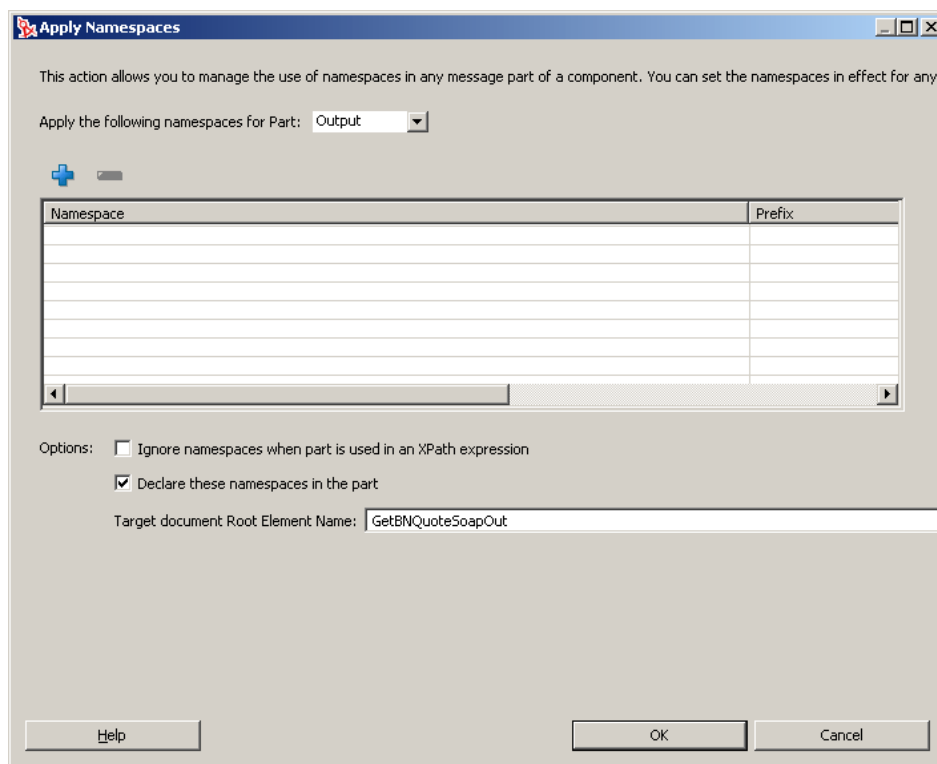 Apply Namespaces
This action allows you to manage the use of namespaces in any message part of a component. You can set the namespaces in effect for any
Apply the following namespaces for Part: Output
Namespace Prefix
Options: Ignore namespaces when part is used in an XPath expression
Declare these namespaces in the part
Target document Root Element Name: GetBNQuoteSoapOut
Help OK Cancel